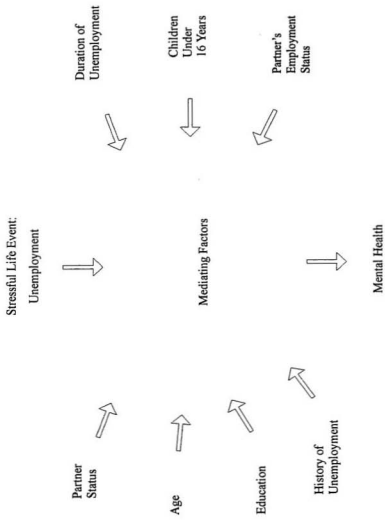 Stressful Life Event:
Unemployment
Partner
Status
Age
Education
History of
Unemployment
Mediating Factors
Duration of
Unemployment
Children
Under
16 Years
Partner's
Employment
Status
Mental Health